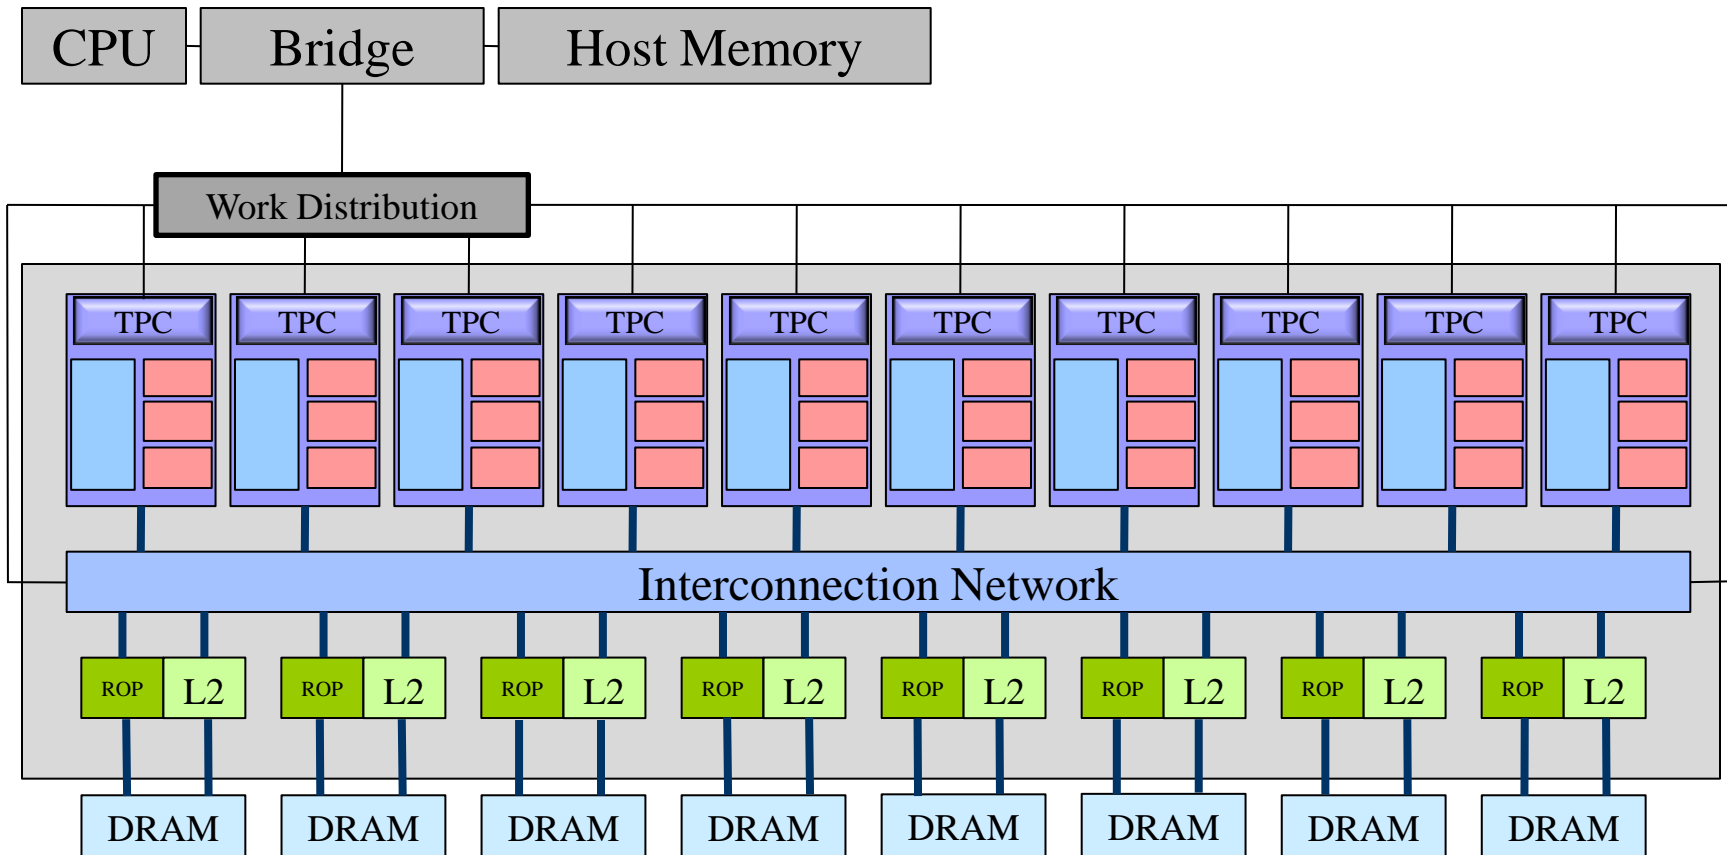 CPU Bridge Host Memory
Work Distribution
TPC TPC TPC TPC TPC TPC TPC TPC TPC TPC
Interconnection Network
ROP L2 ROP L2 ROP L2 ROP L2 ROP L2 ROP L2 ROP L2 ROP L2
DRAM DRAM DRAM DRAM DRAM DRAM DRAM DRAM